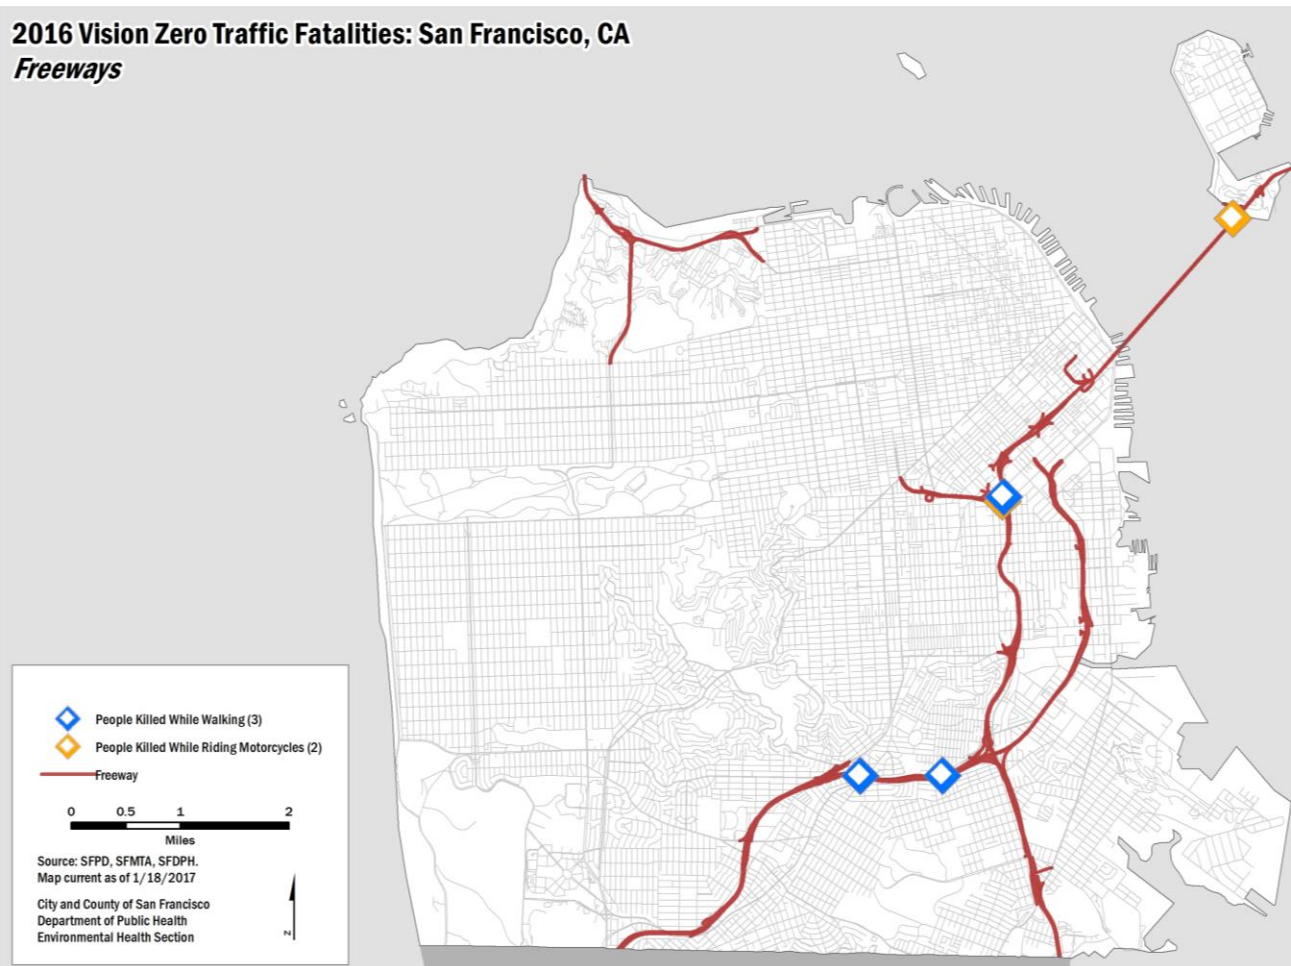 2016 Vision Zero Traffic Fatalities: San Francisco, CA
Freeways
People Killed While Walking (3)
People Killed While Riding Motorcycles (2)
Freeway
0 0.5 1 2
Miles
Source: SFPD, SFMTA, SFDPH.
Map current as of 1/18/2017
City and County of San Francisco
Department of Public Health
Environmental Health Section
N